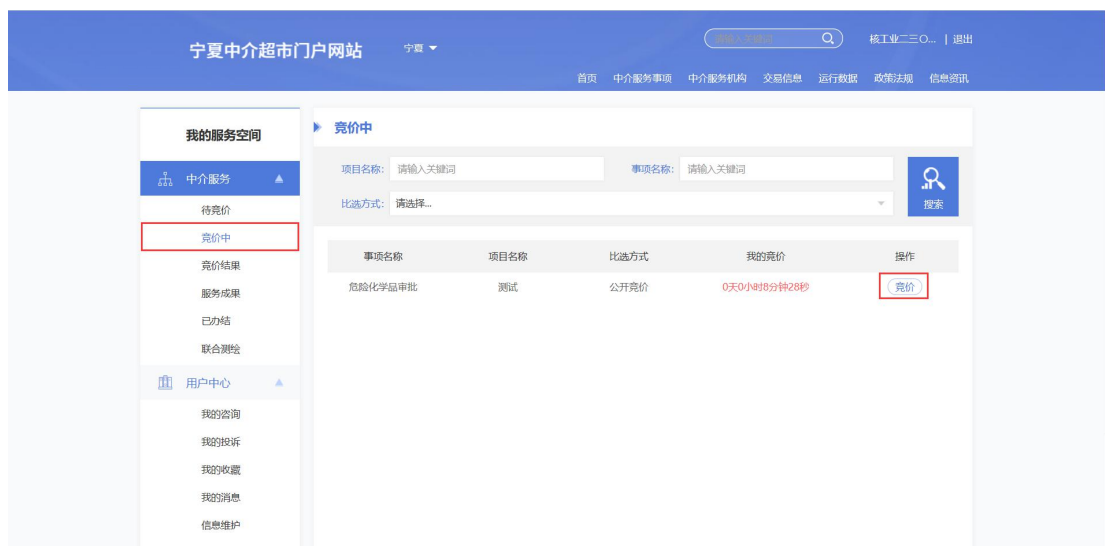 宁夏中介超市门户网站
宁夏
请输入关键词
核工业二三O... | 退出
首页 中介服务事项 中介服务机构 交易信息 运行数据 政策法规 信息资讯
我的服务空间
中介服务
待竞价
竞价中
竞价结果
服务成果
已办结
联合测绘
用户中心
我的咨询
我的投诉
我的收藏
我的消息
信息维护
竞价中
项目名称: 请输入关键词 事项名称: 请输入关键词
比选方式: 请选择...
搜索
事项名称 项目名称 比选方式 我的竞价 操作
危险化学品审批 测试 公开竞价 0天0小时8分钟28秒 竞价